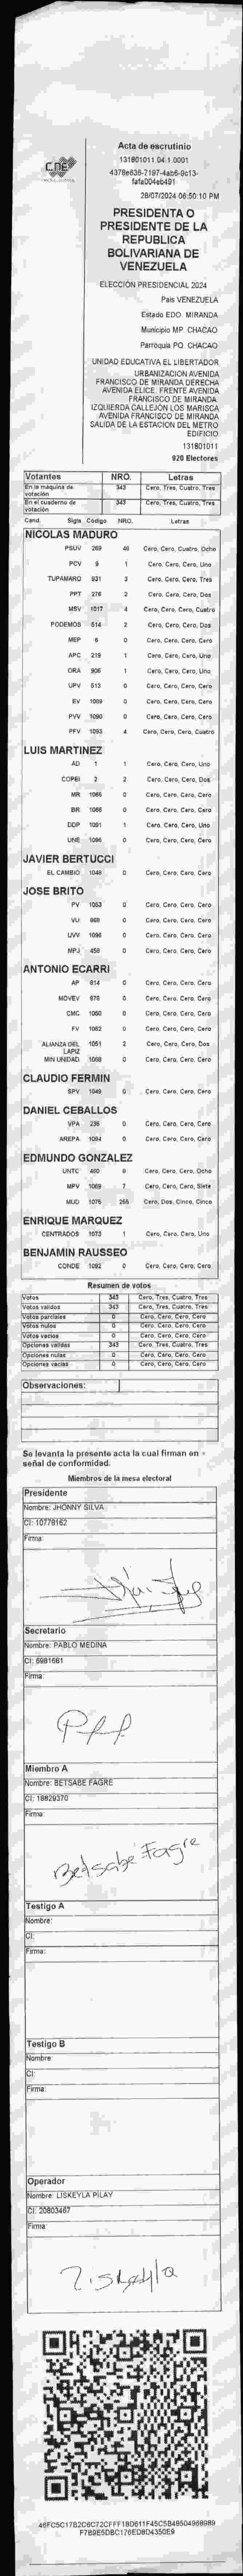 CNE
Acta de escrutinio
131801011.04.1.0001
28/07/2024 06:50:10 PM
PRESIDENTA O
PRESIDENTE DE LA
REPUBLICA
BOLIVARIANA DE
VENEZUELA
ELECCIÓN PRESIDENCIAL 2024
Pais VENEZUELA
Estado EDO. MIRANDA
Municipio MP. CHACAO
Parroquia PQ. CHACAO
UNIDAD EDUCATIVA EL LIBERTADOR
URBANIZACION AVENIDA
FRANCISCO DE MIRANDA DERECHA
AVENIDA ELICE. FRENTE AVENIDA
FRANCISCO DE MIRANDA.
IZQUIERDA CALLEJÓN LOS MARISCA
AVENIDA FRANCISCO DE MIRANDA
SALIDA DE LA ESTACION DEL METRO
EDIFICIO
131801011
920 Electores
Votantes NRO. Letras
En la máquina de votación 343 Cero, Tres, Cuatro, Tres
En el cuaderno de votación 343 Cero, Tres, Cuatro, Tres
Cand. Sigla Código NRO. Letras
NICOLAS MADURO
PSUV 269 48 Cero, Cero, Cuatro, Ocho
PCV 9 1 Cero, Cero, Cero, Uno
TUPAMARO 931 3 Cero, Cero, Cero, Tres
PPT 276 2 Cero, Cero, Cero, Dos
MSV 1017 4 Cero, Cero, Cero, Cuatro
PODEMOS 514 2 Cero, Cero, Cero, Dos
MEP 6 0 Cero, Cero, Cero, Cero
APC 219 1 Cero, Cero, Cero, Uno
ORA 906 1 Cero, Cero, Cero, Uno
UPV 513 0 Cero, Cero, Cero, Cero
EV 1089 0 Cero, Cero, Cero, Cero
PVV 1090 0 Cero, Cero, Cero, Cero
PFV 1093 4 Cero, Cero, Cero, Cuatro
LUIS MARTINEZ
AD 1 1 Cero, Cero, Cero, Uno
COPEI 2 2 Cero, Cero, Cero, Dos
MR 1065 0 Cero, Cero, Cero, Cero
BR 1068 0 Cero, Cero, Cero, Cero
DDP 1091 1 Cero, Cero, Cero, Uno
UNE 1096 0 Cero, Cero, Cero, Cero
JAVIER BERTUCCI
EL CAMBIO 1049 0 Cero, Cero, Cero, Cero
JOSE BRITO
PV 1053 0 Cero, Cero, Cero, Cero
VU 868 0 Cero, Cero, Cero, Cero
UVV 0 Cero, Cero, Cero, Cero
MPJ 458 0 Cero, Cero, Cero, Cero
ANTONIO ECARRI
AP 814 0 Cero, Cero, Cero, Cero
MOVEV 878 0 Cero, Cero, Cero, Cero
CMC 1060 0 Cero, Cero, Cero, Cero
FV 1062 0 Cero, Cero, Cero, Cero
ALIANZA DEL LAPIZ 1051 2 Cero, Cero, Cero, Dos
MIN UNIDAD 1068 0 Cero, Cero, Cero, Cero
CLAUDIO FERMIN
SPV 1049 0 Cero, Cero, Cero, Cero
DANIEL CEBALLOS
VPA 236 0 Cero, Cero, Cero, Cero
AREPA 1094 0 Cero, Cero, Cero, Cero
EDMUNDO GONZALEZ
UNTC 400 8 Cero, Cero, Cero, Ocho
MPV 1069 7 Cero, Cero, Cero, Siete
MUD 1075 255 Cero, Dos, Cinco, Cinco
ENRIQUE MARQUEZ
CENTRADOS 1073 1 Cero, Cero, Cero, Uno
BENJAMIN RAUSSEO
CONDE 1092 0 Cero, Cero, Cero, Cero
Resumen de votos
Votos 343 Cero, Tres, Cuatro, Tres
Votos válidos 343 Cero, Tres, Cuatro, Tres
Votos parciales 0 Cero, Cero, Cero, Cero
Votos nulos 0 Cero, Cero, Cero, Cero
Votos vacíos 0 Cero, Cero, Cero, Cero
Opciones válidas 343 Cero, Tres, Cuatro, Tres
Opciones nulas 0 Cero, Cero, Cero, Cero
Opciones vacías 0 Cero, Cero, Cero, Cero
Observaciones:
Se levanta la presente acta la cual firman en
señal de conformidad.
Miembros de la mesa electoral
Presidente
Nombre: JHONNY SILVA
CI: 10778162
Firma:
Secretario
Nombre: PABLO MEDINA
CI: 6981661
Firma:
Miembro A
Nombre: BETSABE FAGRE
CI: 18829370
Firma:
Betsabe Fagre
Testigo A
Nombre:
CI:
Firma:
Testigo B
Nombre:
CI:
Firma:
Operador
Nombre: LISKEYLA PILAY
CI: 20803467
Firma: